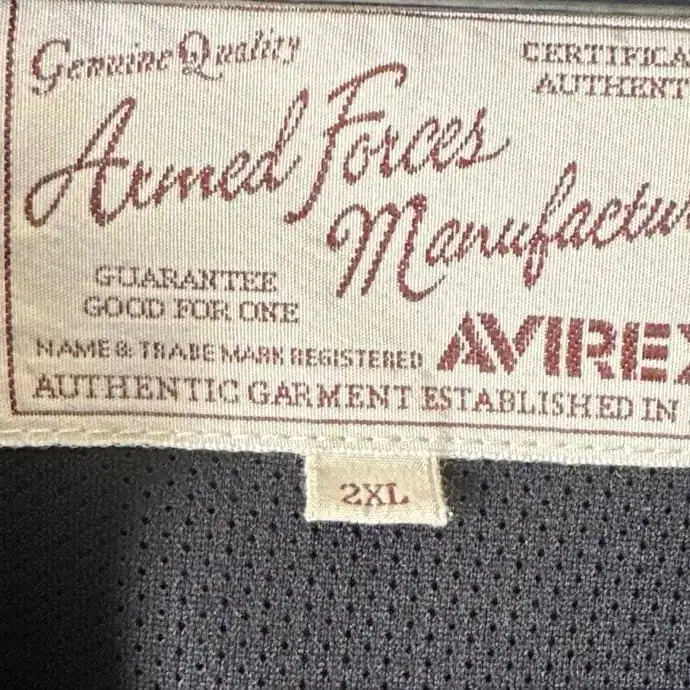 Genuine Quality
CERTIFICA
AUTHENT
Armed Forces
Manufactu
GUARANTEE
GOOD FOR ONE
NAME & TRADE MARK REGISTERED
AVIREX
AUTHENTIC GARMENT ESTABLISHED IN
2XL